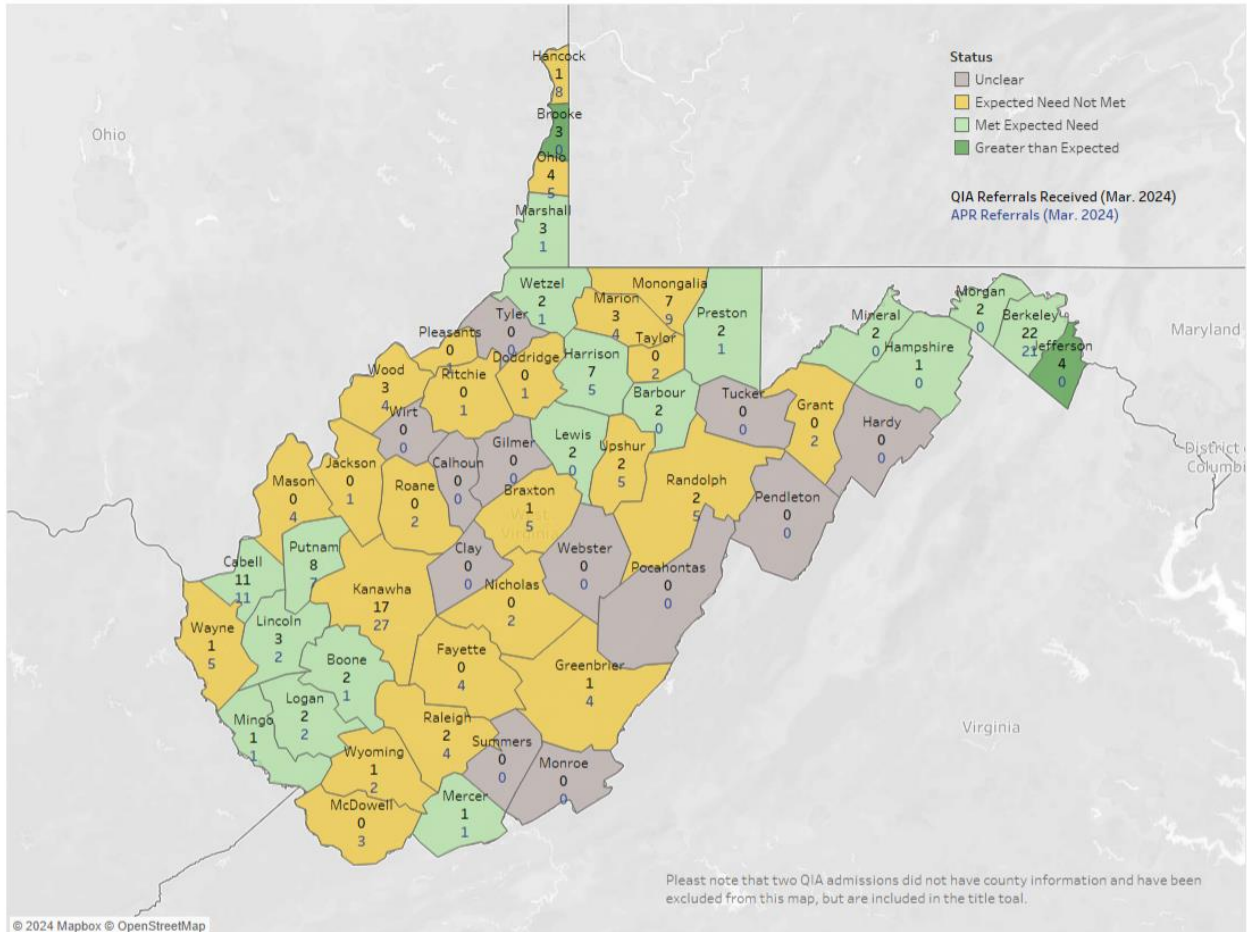 Status
Unclear
Expected Need Not Met
Met Expected Need
Greater than Expected
QIA Referrals Received (Mar. 2024)
APR Referrals (Mar. 2024)
Ohio
Hancock
1
8
Brooke
3
0
Ohio
4
5
Marshall
3
1
Wetzel
2
1
Monongalia
7
9
Marion
3
4
Preston
2
1
Tyler
0
0
Pleasants
0
Doddridge
0
1
Harrison
7
5
Taylor
0
2
Mineral
2
0
Hampshire
1
0
Morgan
2
0
Berkeley
22
21
Jefferson
4
0
Maryland
Wood
3
4
Ritchie
0
1
Wirt
0
0
Barbour
2
0
Tucker
0
0
Grant
0
2
Hardy
0
0
District of
Columbi
Jackson
0
1
Mason
0
4
Roane
0
2
Calhoun
0
0
Gilmer
0
0
Lewis
2
0
Upshur
2
5
Randolph
2
5
Pendleton
0
0
Braxton
1
5
West
Virginia
Cabell
11
11
Putnam
8
7
Kanawha
17
27
Clay
0
0
Webster
0
0
Pocahontas
0
0
Nicholas
0
2
Wayne
1
5
Lincoln
3
2
Boone
2
1
Fayette
0
4
Greenbrier
1
4
Logan
2
2
Mingo
1
1
Raleigh
2
4
Summers
0
0
Monroe
0
0
Wyoming
1
2
McDowell
0
3
Mercer
1
1
Virginia
Pleast note that two QIA admissions did not have county information and have been
excluded from this map, but are included in the title toal.
© 2024 Mapbox © OpenStreetMap